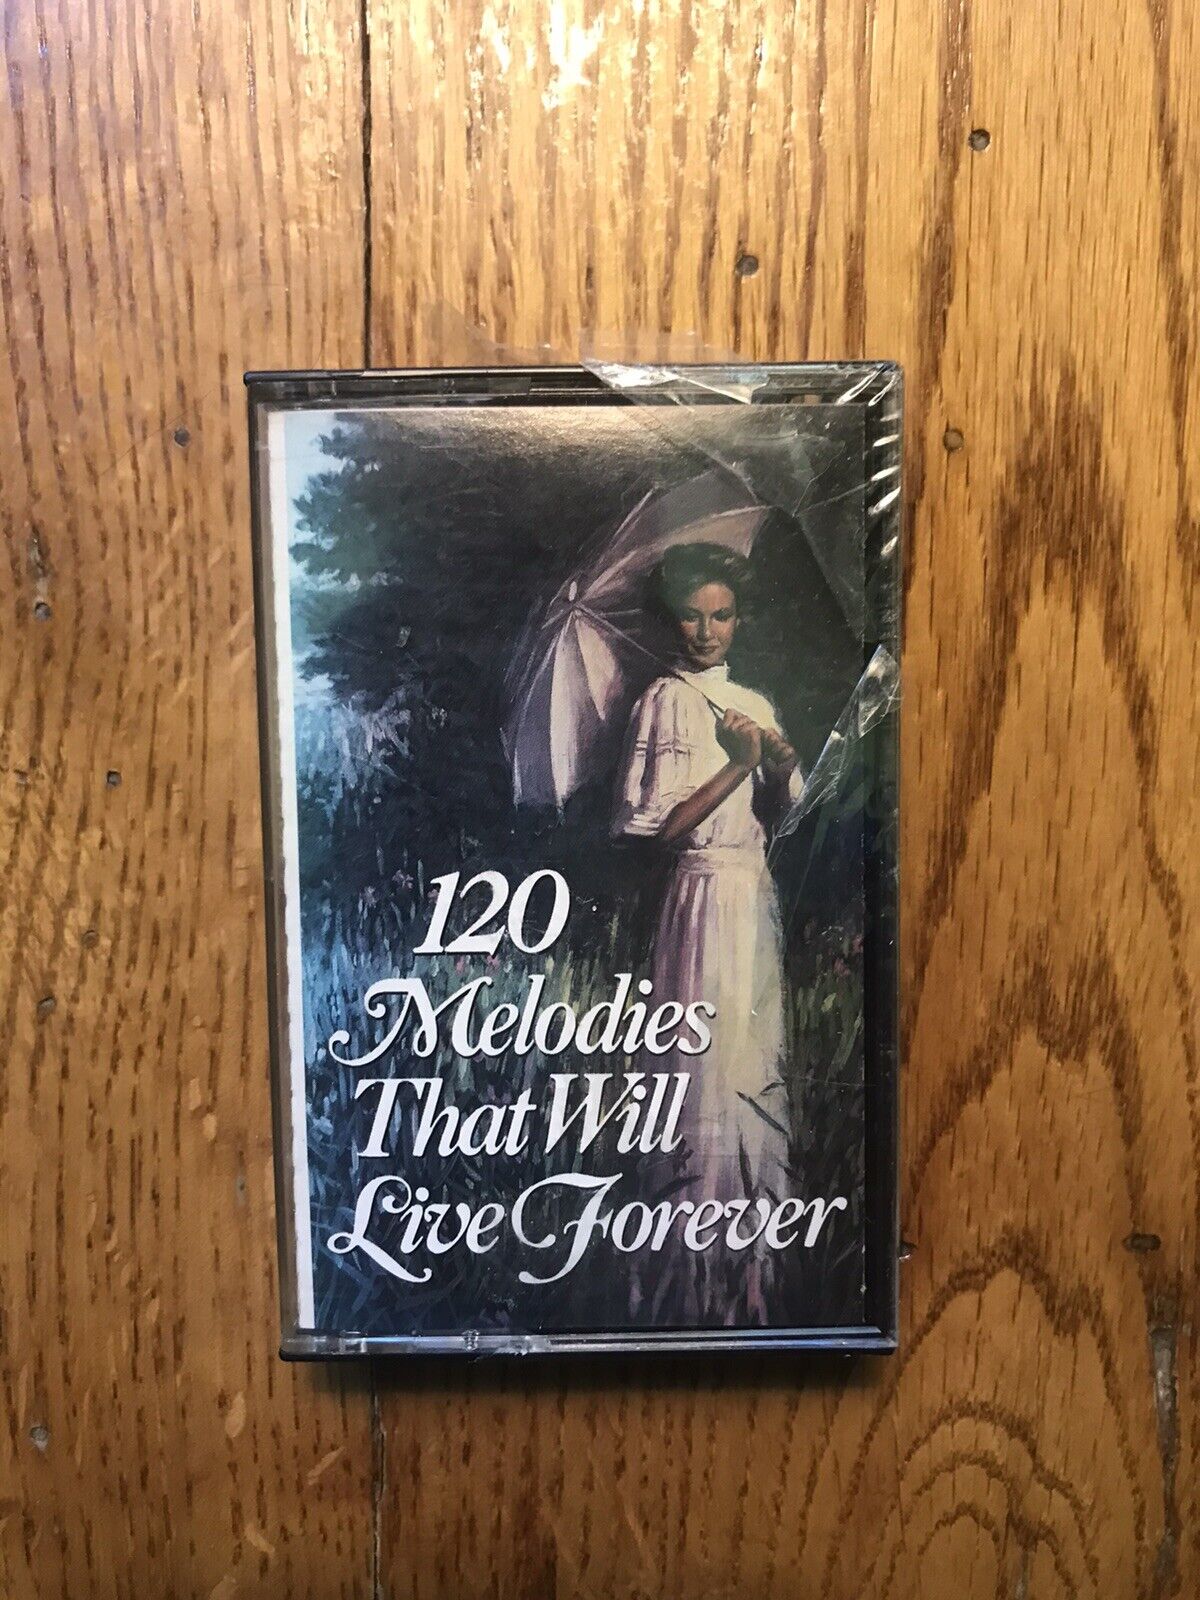 120
Melodies
That Will
Live Forever